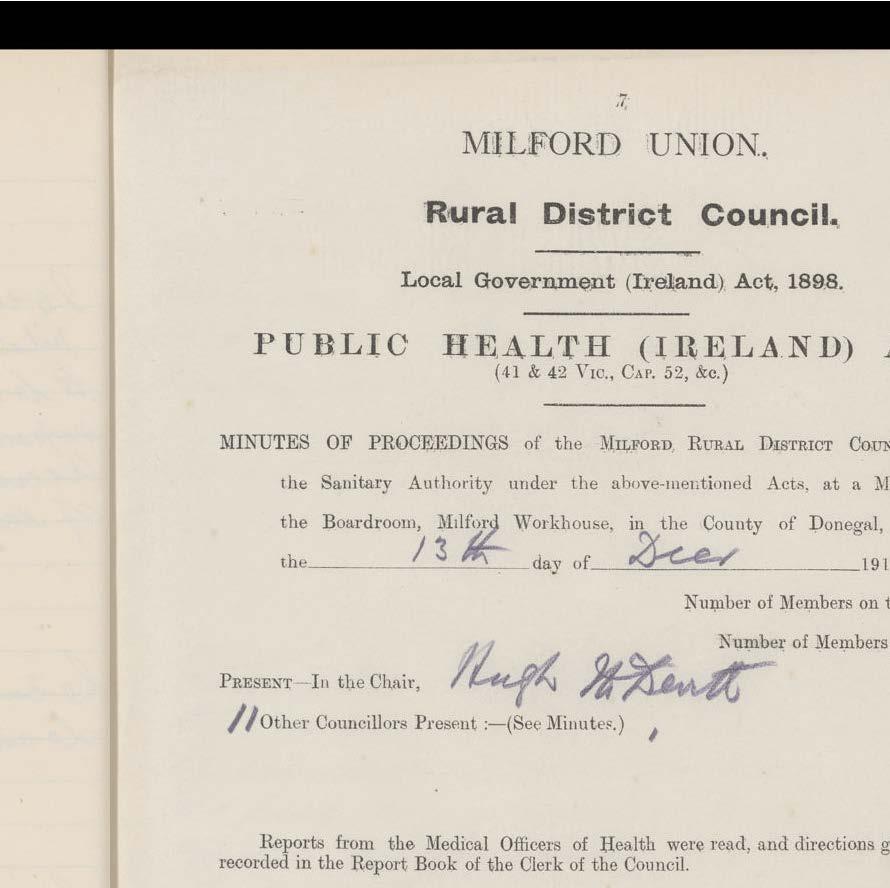 7.
MILFORD UNION.
Rural District Council.
Local Government (Ireland) Act, 1898.
PUBLIC HEALTH (IRELAND) A
(41 & 42 Vic., Cap. 52, &c.)
MINUTES OF PROCEEDINGS of the Milford Rural District Coun
the Sanitary Authority under the above-mentioned Acts, at a M
the Boardroom, Milford Workhouse, in the County of Donegal,
the 13th day of Decr 191
Number of Members on t
Number of Members
Present—In the Chair, Hugh McDevitt
11 Other Councillors Present :—(See Minutes.)
Reports from the Medical Officers of Health were read, and directions g
recorded in the Report Book of the Clerk of the Council.